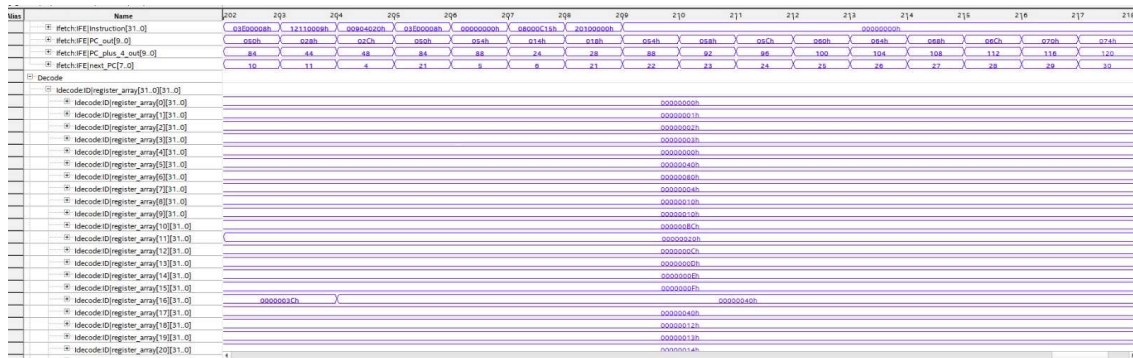 Alias Name 202 203 204 205 206 207 208 209 210 211 212 213 214 215 216 217 218
Ifetch:IFE|Instruction[31..0] 03E00008h 12110009h 00904020h 03E00008h 00000000h 08000C15h 20100000h 00000000h
Ifetch:IFE|PC_out[9..0] 050h 028h 02Ch 050h 054h 014h 018h 054h 058h 05Ch 060h 064h 068h 06Ch 070h 074h
Ifetch:IFE|PC_plus_4_out[9..0] 84 44 48 84 88 24 28 88 92 96 100 104 108 112 116 120
Ifetch:IFE|next_PC[7..0] 10 11 4 21 5 6 21 22 23 24 25 26 27 28 29 30
Decode
Idecode:ID|register_array[31..0][31..0]
Idecode:ID|register_array[0][31..0] 00000000h
Idecode:ID|register_array[1][31..0] 00000001h
Idecode:ID|register_array[2][31..0] 00000002h
Idecode:ID|register_array[3][31..0] 00000003h
Idecode:ID|register_array[4][31..0] 00000000h
Idecode:ID|register_array[5][31..0] 00000040h
Idecode:ID|register_array[6][31..0] 00000060h
Idecode:ID|register_array[7][31..0] 00000004h
Idecode:ID|register_array[8][31..0] 00000010h
Idecode:ID|register_array[9][31..0] 00000010h
Idecode:ID|register_array[10][31..0] 000000BCh
Idecode:ID|register_array[11][31..0] 00000020h
Idecode:ID|register_array[12][31..0] 0000000Ch
Idecode:ID|register_array[13][31..0] 0000000Dh
Idecode:ID|register_array[14][31..0] 0000000Eh
Idecode:ID|register_array[15][31..0] 0000000Fh
Idecode:ID|register_array[16][31..0] 0000003Ch 00000040h
Idecode:ID|register_array[17][31..0] 00000040h
Idecode:ID|register_array[18][31..0] 00000012h
Idecode:ID|register_array[19][31..0] 00000013h
Idecode:ID|register_array[20][31..0] 00000014h